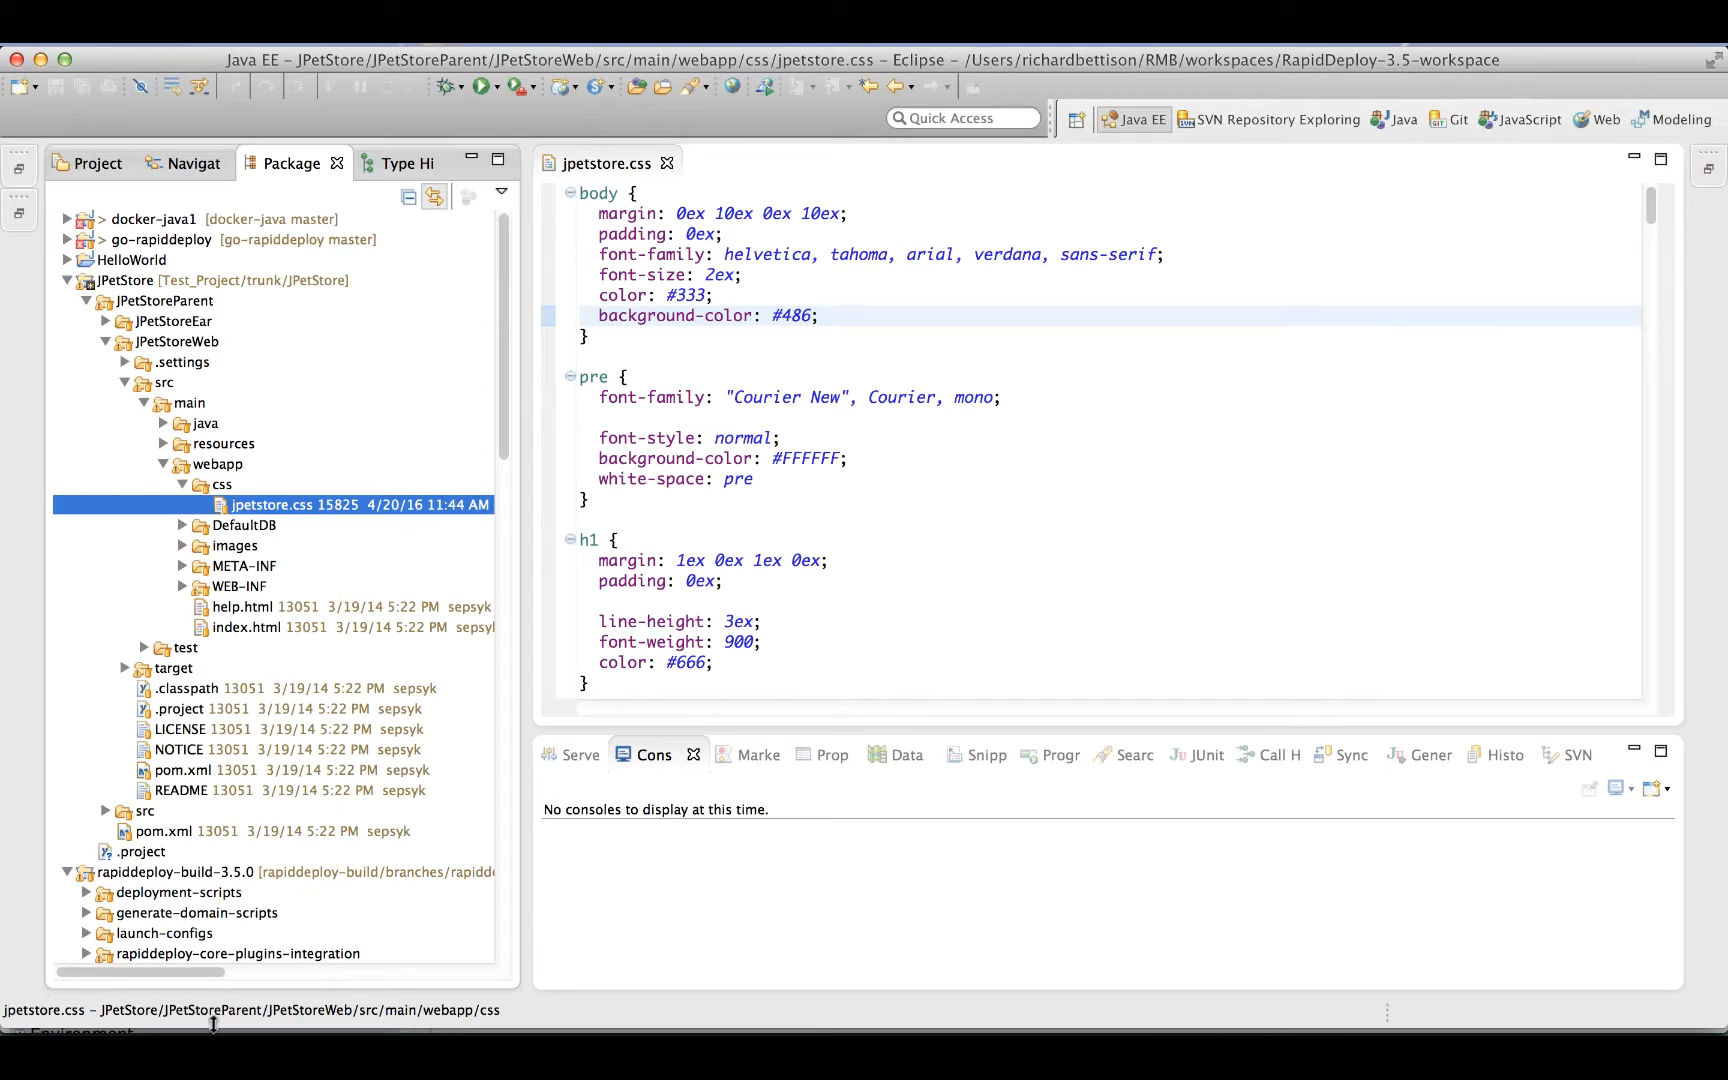 Java EE – JPetStore/JPetStoreParent/JPetStoreWeb/src/main/webapp/css/jpetstore.css – Eclipse – /Users/richardbettison/RMB/workspaces/RapidDeploy-3.5-workspace
Quick Access
Java EE
SVN Repository Exploring
Java
Git
JavaScript
Web
Modeling
Project
Navigat
Package
Type Hi
> docker-java1 [docker-java master]
> go-rapiddeploy [go-rapiddeploy master]
HelloWorld
JPetStore [Test_Project/trunk/JPetStore]
JPetStoreParent
JPetStoreEar
JPetStoreWeb
.settings
src
main
java
resources
webapp
css
jpetstore.css 15825 4/20/16 11:44 AM
DefaultDB
images
META-INF
WEB-INF
help.html 13051 3/19/14 5:22 PM sepsyk
index.html 13051 3/19/14 5:22 PM sepsyk
test
target
.classpath 13051 3/19/14 5:22 PM sepsyk
.project 13051 3/19/14 5:22 PM sepsyk
LICENSE 13051 3/19/14 5:22 PM sepsyk
NOTICE 13051 3/19/14 5:22 PM sepsyk
pom.xml 13051 3/19/14 5:22 PM sepsyk
README 13051 3/19/14 5:22 PM sepsyk
src
pom.xml 13051 3/19/14 5:22 PM sepsyk
.project
rapiddeploy-build-3.5.0 [rapiddeploy-build/branches/rapidde
deployment-scripts
generate-domain-scripts
launch-configs
rapiddeploy-core-plugins-integration
jpetstore.css
body {
margin: 0ex 10ex 0ex 10ex;
padding: 0ex;
font-family: helvetica, tahoma, arial, verdana, sans-serif;
font-size: 2ex;
color: #333;
background-color: #486;
}
pre {
font-family: "Courier New", Courier, mono;
font-style: normal;
background-color: #FFFFFF;
white-space: pre
}
h1 {
margin: 1ex 0ex 1ex 0ex;
padding: 0ex;
line-height: 3ex;
font-weight: 900;
color: #666;
}
Serve
Cons
Marke
Prop
Data
Snipp
Progr
Searc
JUnit
Call H
Sync
Gener
Histo
SVN
No consoles to display at this time.
jpetstore.css – JPetStore/JPetStoreParent/JPetStoreWeb/src/main/webapp/css